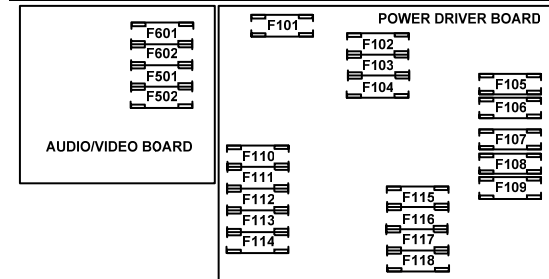 F601
F602
F501
F502
AUDIO/VIDEO BOARD
POWER DRIVER BOARD
F101
F102
F103
F104
F105
F106
F107
F108
F109
F110
F111
F112
F113
F114
F115
F116
F117
F118